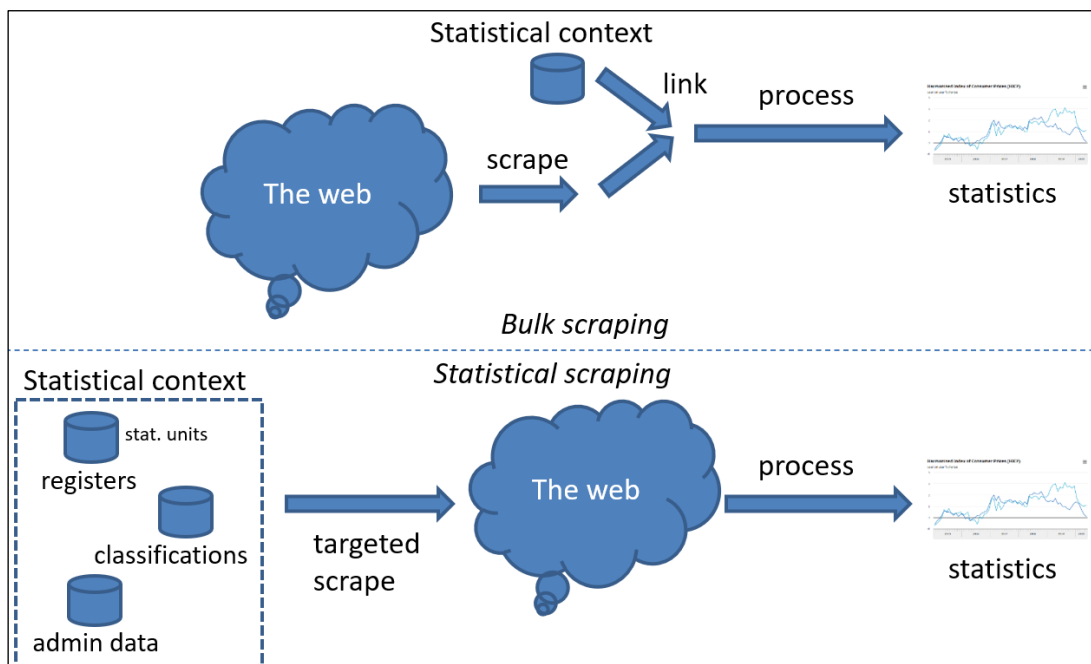 Statistical context
link
process
scrape
The web
statistics
Bulk scraping
Statistical scraping
Statistical context
stat. units
registers
classifications
admin data
targeted
scrape
The web
process
statistics